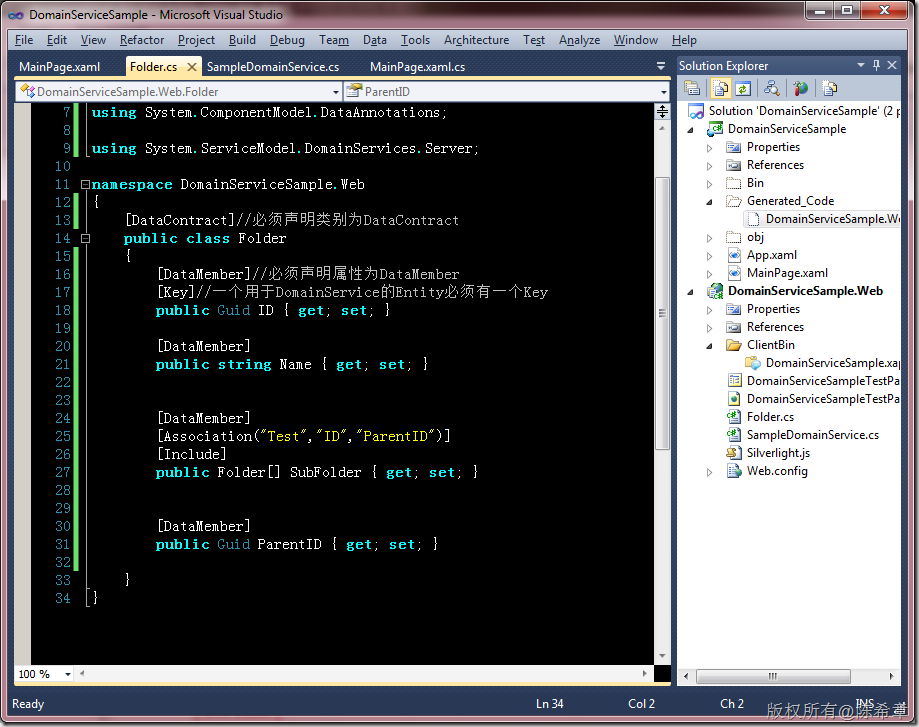 DomainServiceSample - Microsoft Visual Studio
File Edit View Refactor Project Build Debug Team Data Tools Architecture Test Analyze Window Help
MainPage.xaml Folder.cs SampleDomainService.cs MainPage.xaml.cs
DomainServiceSample.Web.Folder ParentID
7 using System.ComponentModel.DataAnnotations;
8
9 using System.ServiceModel.DomainServices.Server;
10
11 namespace DomainServiceSample.Web
12 {
13 [DataContract]//必须声明类别为DataContract
14 public class Folder
15 {
16 [DataMember]//必须声明属性为DataMember
17 [Key]//一个用于DomainService的Entity必须有一个Key
18 public Guid ID { get; set; }
19
20 [DataMember]
21 public string Name { get; set; }
22
23
24 [DataMember]
25 [Association("Test","ID","ParentID")]
26 [Include]
27 public Folder[] SubFolder { get; set; }
28
29
30 [DataMember]
31 public Guid ParentID { get; set; }
32
33 }
34 }
100 %
Solution Explorer
Solution 'DomainServiceSample' (2 p
DomainServiceSample
Properties
References
Bin
Generated_Code
DomainServiceSample.We
obj
App.xaml
MainPage.xaml
DomainServiceSample.Web
Properties
References
ClientBin
DomainServiceSample.xap
DomainServiceSampleTestPa
DomainServiceSampleTestPa
Folder.cs
SampleDomainService.cs
Silverlight.js
Web.config
Ready Ln 34 Col 2 Ch 2 INS
版权所有@陈希章